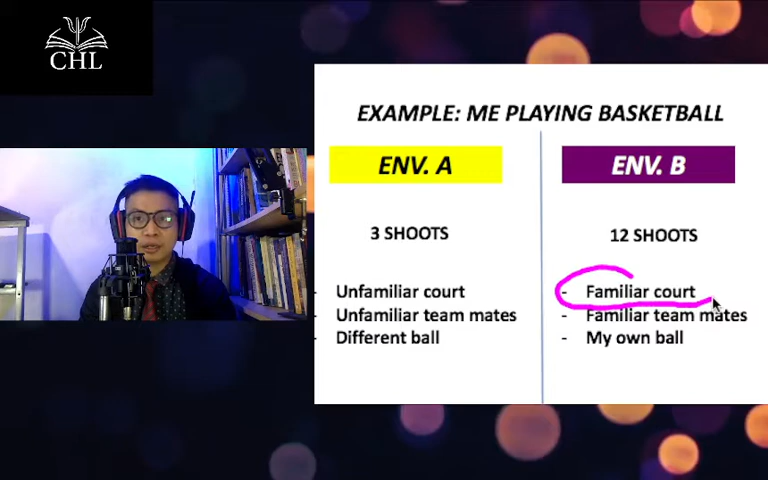 CHL
EXAMPLE: ME PLAYING BASKETBALL
ENV. A
3 SHOOTS
- Unfamiliar court
- Unfamiliar team mates
- Different ball
ENV. B
12 SHOOTS
- Familiar court
- Familiar team mates
- My own ball